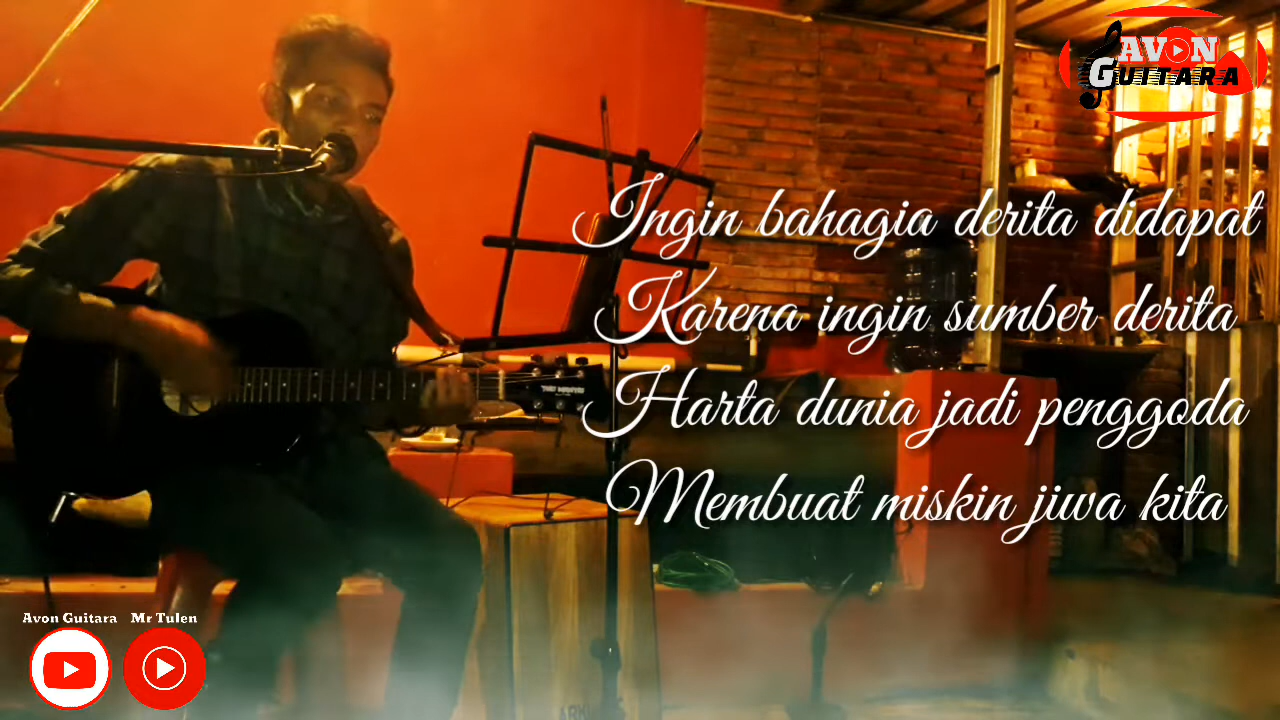 AVON
GUITARA
Ingin bahagia derita didapat
Karena ingin sumber derita
Harta dunia jadi penggoda
Membuat miskin jiwa kita
Avon Guitara
Mr Tulen